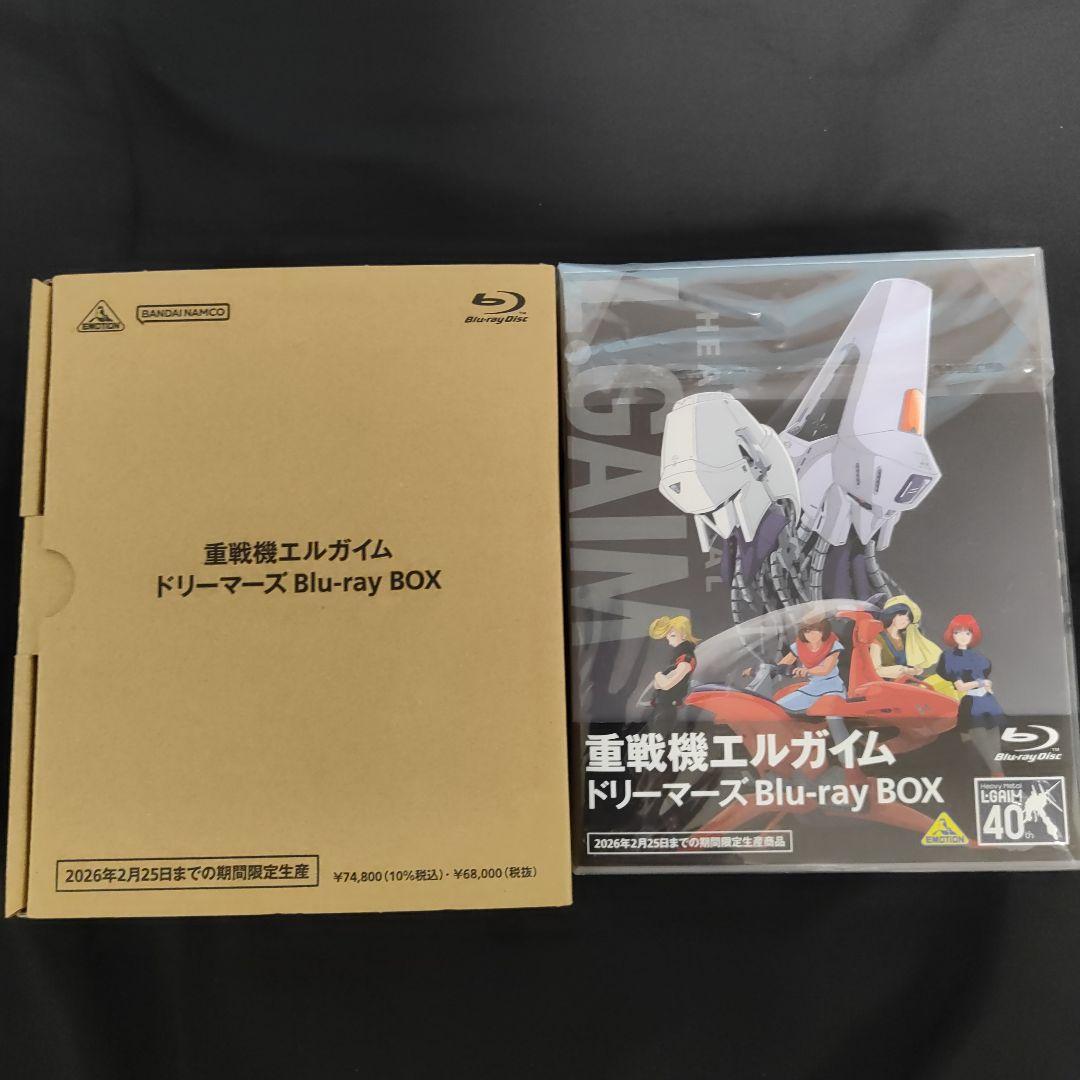 EMOTION
BANDAI NAMCO
Blu-ray Disc
重戦機エルガイム
ドリーマーズ Blu-ray BOX
2026年2月25日までの期間限定生産
¥74,800(10%税込)・¥68,000(税抜)
L.GAIM
重戦機エルガイム
ドリーマーズ Blu-ray BOX
2026年2月25日までの期間限定生産商品
Blu-ray Disc
EMOTION
Heavy Metal
L-GAIM
40th